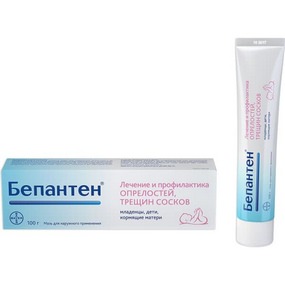 Бепантен®
Лечение и профилактика
ОПРЕЛОСТЕЙ,
ТРЕЩИН СОСКОВ
младенцы, дети,
кормящие матери
100 г
Мазь для наружного применения
Бепантен®
Лечение и профилактика
ОПРЕЛОСТЕЙ,
ТРЕЩИН СОСКОВ
младенцы, дети,
кормящие матери